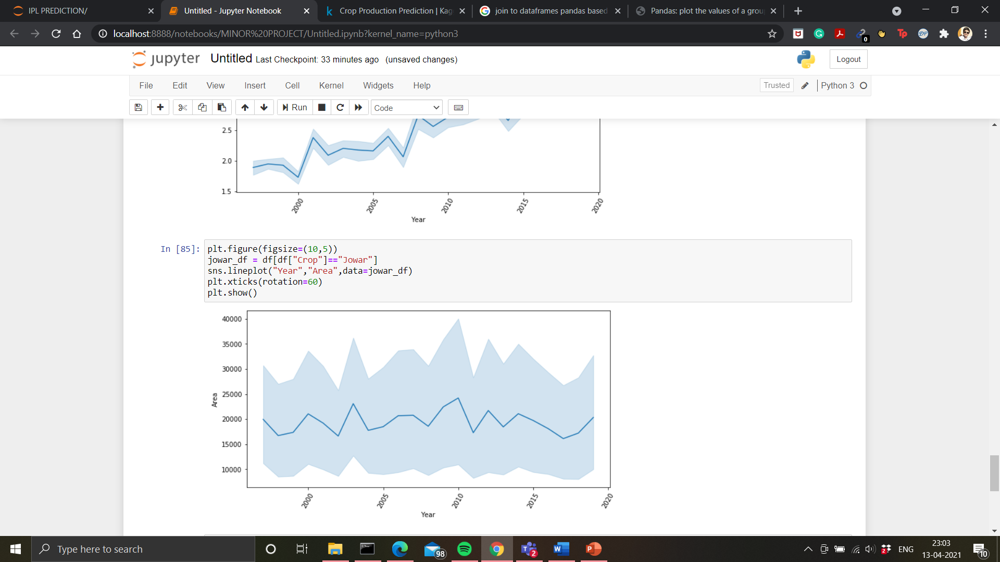 IPL PREDICTION/
Untitled - Jupyter Notebook
Crop Production Prediction | Kag
join to dataframes pandas based
Pandas: plot the values of a grou
localhost:8888/notebooks/MINOR%20PROJECT/Untitled.ipynb?kernel_name=python3
0
Tp
DP
jupyter
Untitled Last Checkpoint: 33 minutes ago (unsaved changes)
Logout
File Edit View Insert Cell Kernel Widgets Help
Trusted
Python 3
Run
Code
2.5
2.0
1.5
2000 2005 2010 2015 2020
Year
In [85]:
plt.figure(figsize=(10,5))
jowar_df = df[df["Crop"]=="Jowar"]
sns.lineplot("Year","Area",data=jowar_df)
plt.xticks(rotation=60)
plt.show()
40000
35000
30000
25000
20000
15000
10000
Area
2000 2005 2010 2015 2020
Year
Type here to search
98
2
2
ENG
23:03
13-04-2021
10